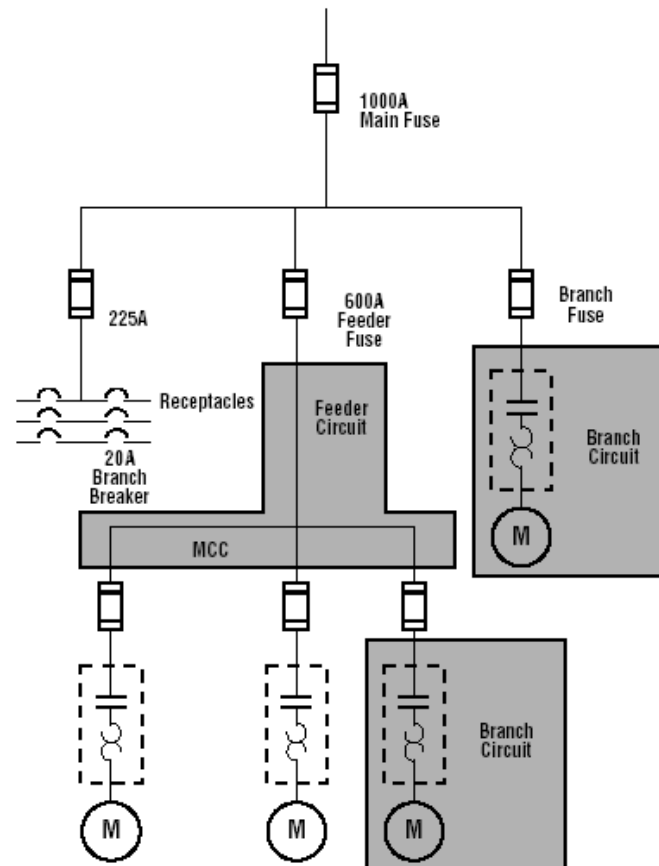 1000A
Main Fuse
225A
600A
Feeder
Fuse
Branch
Fuse
Receptacles
Feeder
Circuit
Branch
Circuit
20A
Branch
Breaker
M
MCC
Branch
Circuit
M
M
M